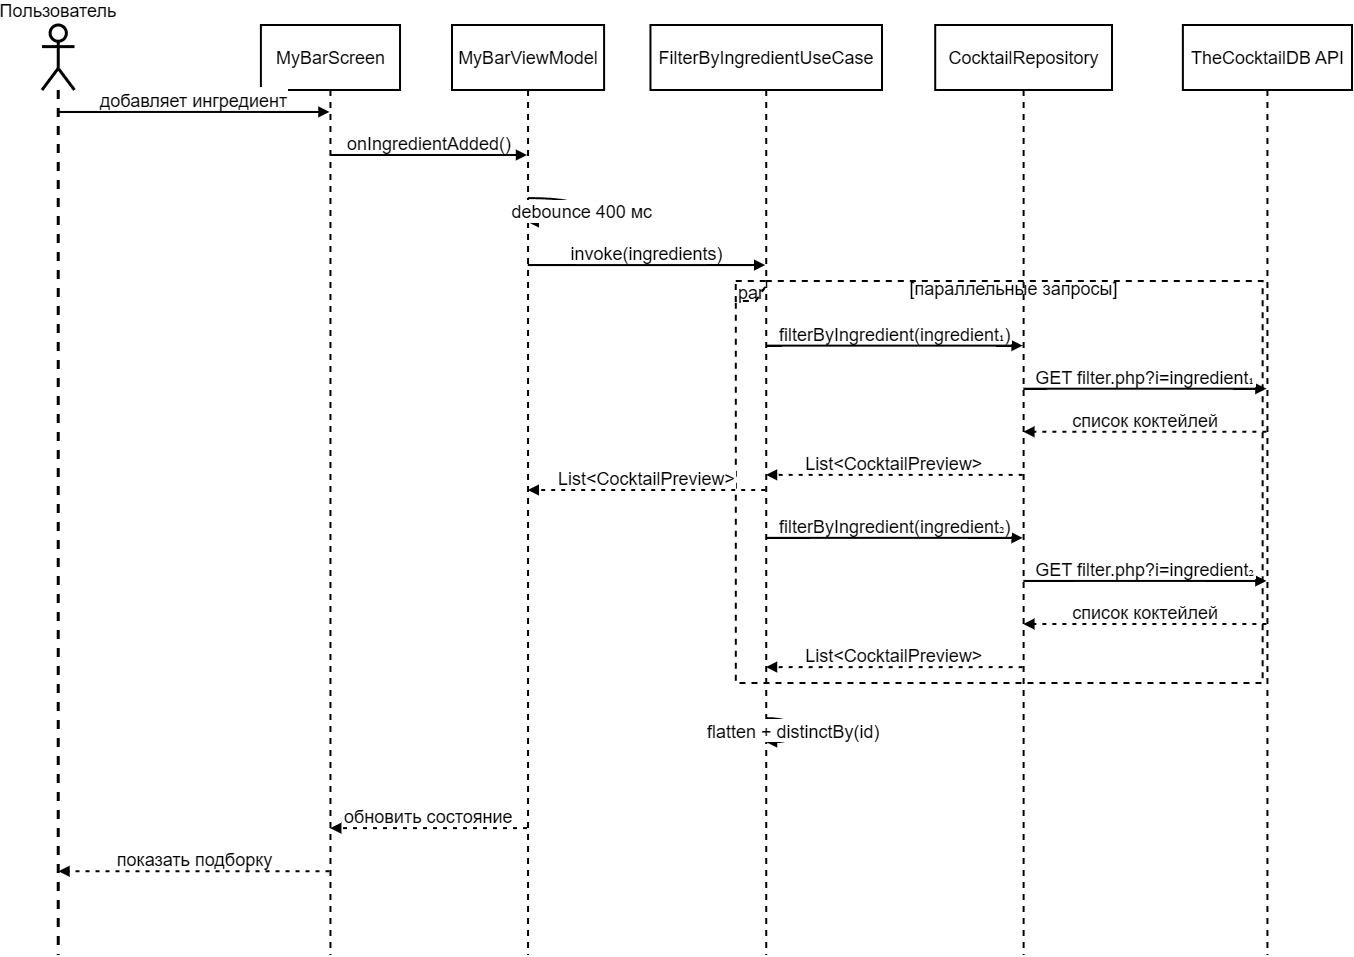 Пользователь
MyBarScreen
MyBarViewModel
FilterByIngredientUseCase
CocktailRepository
TheCocktailDB API
добавляет ингредиент
onIngredientAdded()
debounce 400 мс
invoke(ingredients)
par
[параллельные запросы]
filterByIngredient(ingredient₁)
GET filter.php?i=ingredient₁
список коктейлей
List<CocktailPreview>
List<CocktailPreview>
filterByIngredient(ingredient₂)
GET filter.php?i=ingredient₂
список коктейлей
List<CocktailPreview>
flatten + distinctBy(id)
обновить состояние
показать подборку